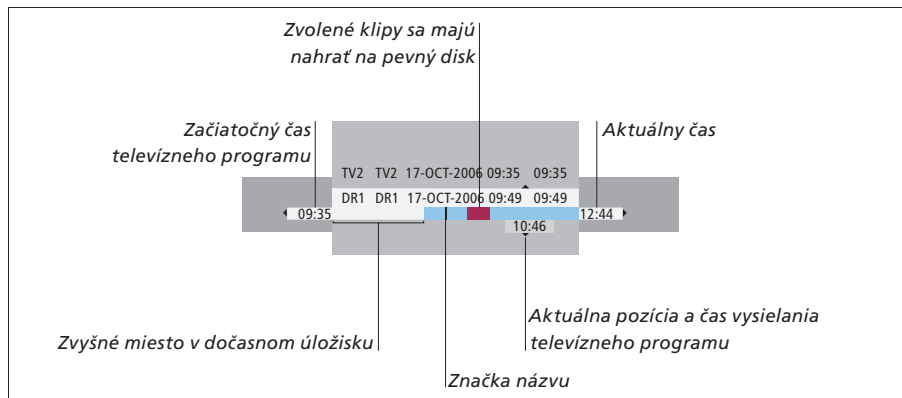 Zvolené klipy sa majú
nahrať na pevný disk
Začiatočný čas
televízneho programu
Aktuálny čas
TV2 TV2 17-OCT-2006 09:35 09:35
DR1 DR1 17-OCT-2006 09:49 09:49
09:35
12:44
10:46
Zvyšné miesto v dočasnom úložisku
Aktuálna pozícia a čas vysielania
televízneho programu
Značka názvu